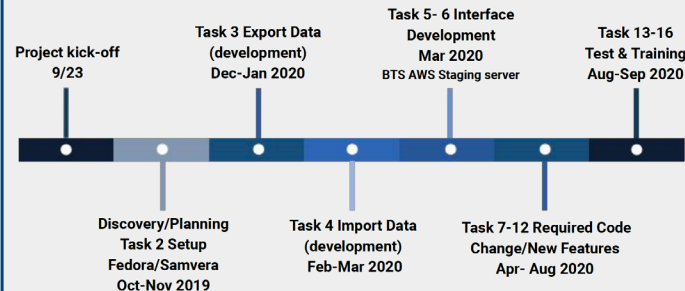 Project kick-off
9/23
Discovery/Planning
Task 2 Setup
Fedora/Samvera
Oct-Nov 2019
Task 3 Export Data
(development)
Dec-Jan 2020
Task 4 Import Data
(development)
Feb-Mar 2020
Task 5- 6 Interface
Development
Mar 2020
BTS AWS Staging server
Task 7-12 Required Code
Change/New Features
Apr- Aug 2020
Task 13-16
Test & Training
Aug-Sep 2020